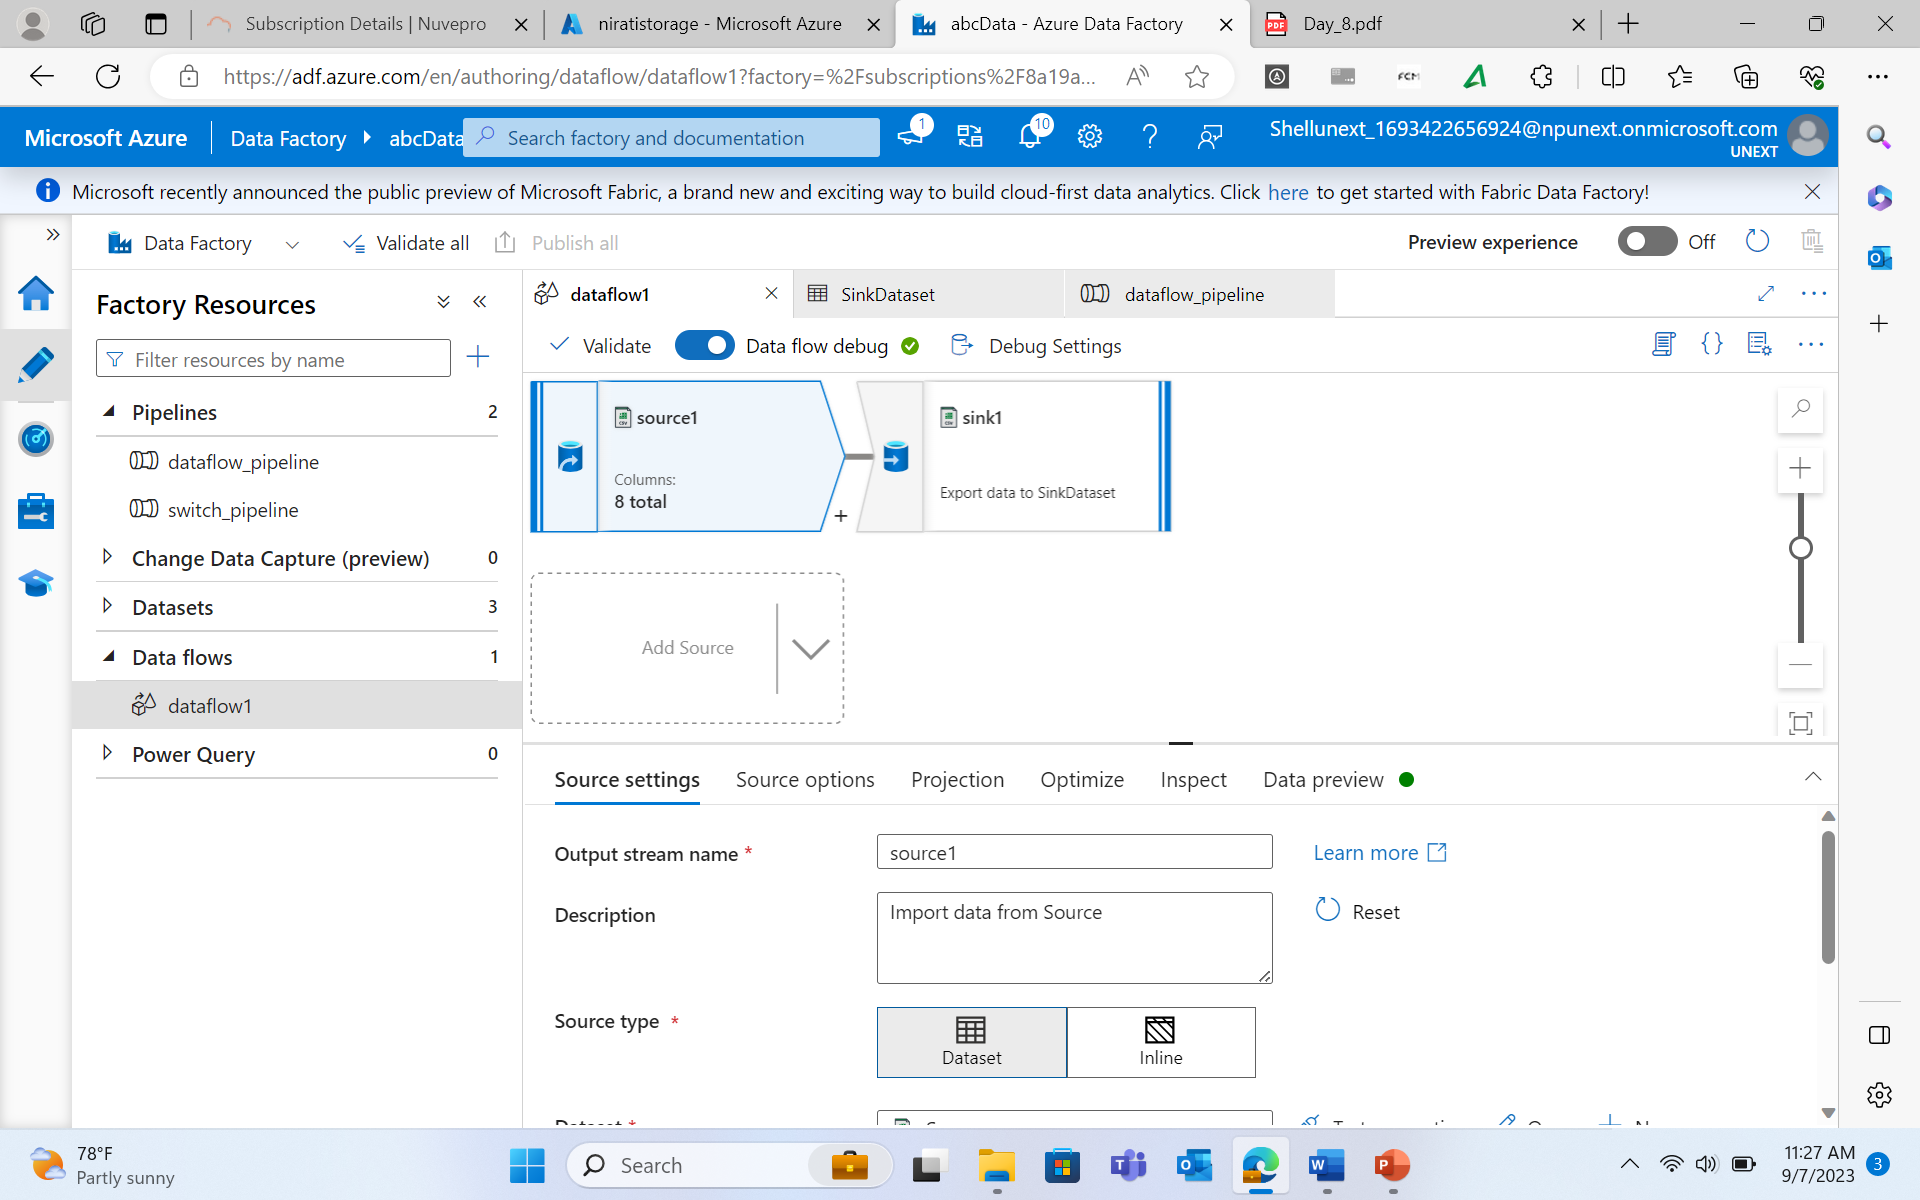 Subscription Details | Nuvepro
niratistorage - Microsoft Azure
abcData - Azure Data Factory
PDF
Day_8.pdf
https://adf.azure.com/en/authoring/dataflow/dataflow1?factory=%2Fsubscriptions%2F8a19a...
FCM
Microsoft Azure
Data Factory
abcData
Search factory and documentation
1
10
Shellunext_1693422656924@npunext.onmicrosoft.com
UNEXT
Microsoft recently announced the public preview of Microsoft Fabric, a brand new and exciting way to build cloud-first data analytics. Click here to get started with Fabric Data Factory!
Data Factory
Validate all
Publish all
Preview experience
Off
Factory Resources
dataflow1
SinkDataset
dataflow_pipeline
Filter resources by name
Validate
Data flow debug
Debug Settings
Pipelines
2
dataflow_pipeline
switch_pipeline
Change Data Capture (preview)
0
Datasets
3
Data flows
1
dataflow1
Power Query
0
source1
Columns:
8 total
sink1
Export data to SinkDataset
Add Source
Source settings
Source options
Projection
Optimize
Inspect
Data preview
Output stream name *
source1
Learn more
Description
Import data from Source
Reset
Source type *
Dataset
Inline
78°F
Partly sunny
Search
11:27 AM
9/7/2023
3